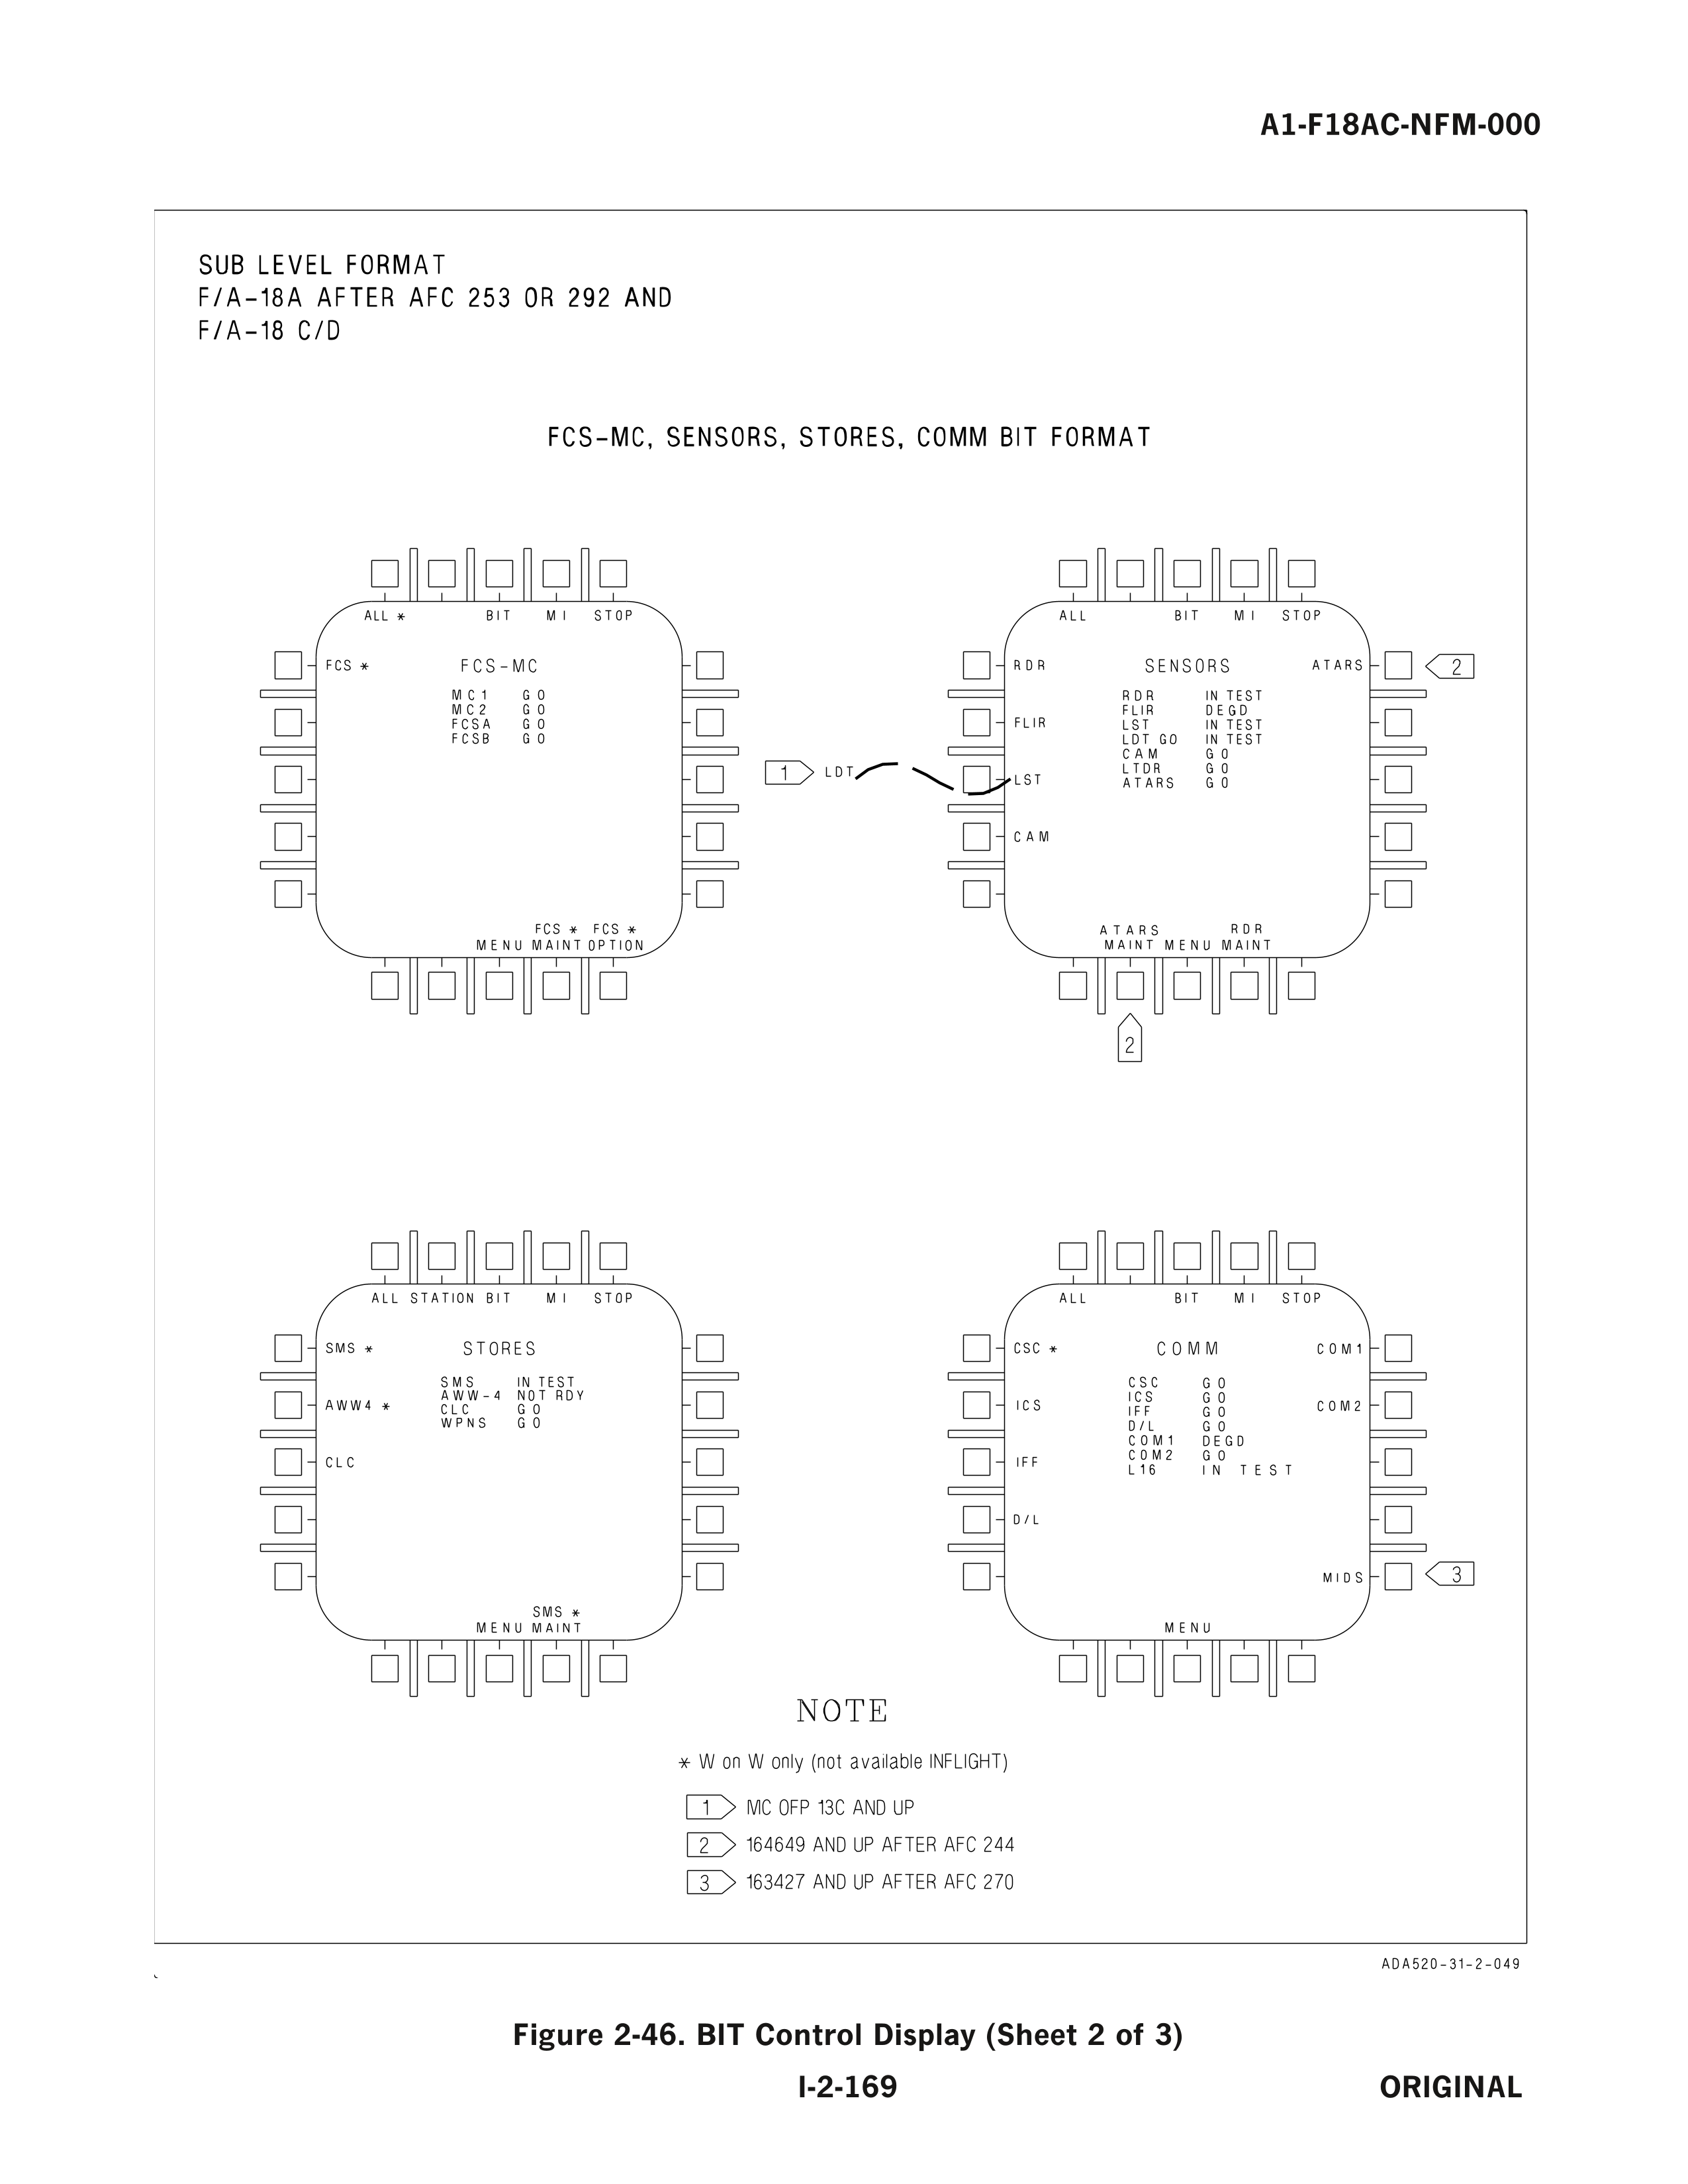 A1-F18AC-NFM-000
SUB LEVEL FORMAT
F/A-18A AFTER AFC 253 OR 292 AND
F/A-18 C/D
FCS-MC, SENSORS, STORES, COMM BIT FORMAT
ALL * BIT MI STOP
FCS * FCS-MC
MC1 GO
MC2 GO
FCSA GO
FCSB GO
FCS * FCS *
MENU MAINT OPTION
ALL BIT MI STOP
RDR SENSORS ATARS 2
RDR IN TEST
FLIR DEGD
FLIR
LST IN TEST
LDT GO IN TEST
CAM GO
LTDR GO
ATARS GO
1 LDT LST
CAM
ATARS RDR
MAINT MENU MAINT
2
ALL STATION BIT MI STOP
SMS * STORES
SMS IN TEST
AWW-4 NOT RDY
AWW4 *
CLC GO
WPNS GO
CLC
SMS *
MENU MAINT
ALL BIT MI STOP
CSC * COMM COM1
CSC GO
ICS GO
ICS COM2
IFF GO
D/L GO
COM1 DEGD
COM2 GO
IFF
L16 IN TEST
D/L
MIDS 3
MENU
NOTE
* W on W only (not available INFLIGHT)
1 MC OFP 13C AND UP
2 164649 AND UP AFTER AFC 244
3 163427 AND UP AFTER AFC 270
ADA520-31-2-049
Figure 2-46. BIT Control Display (Sheet 2 of 3)
I-2-169 ORIGINAL